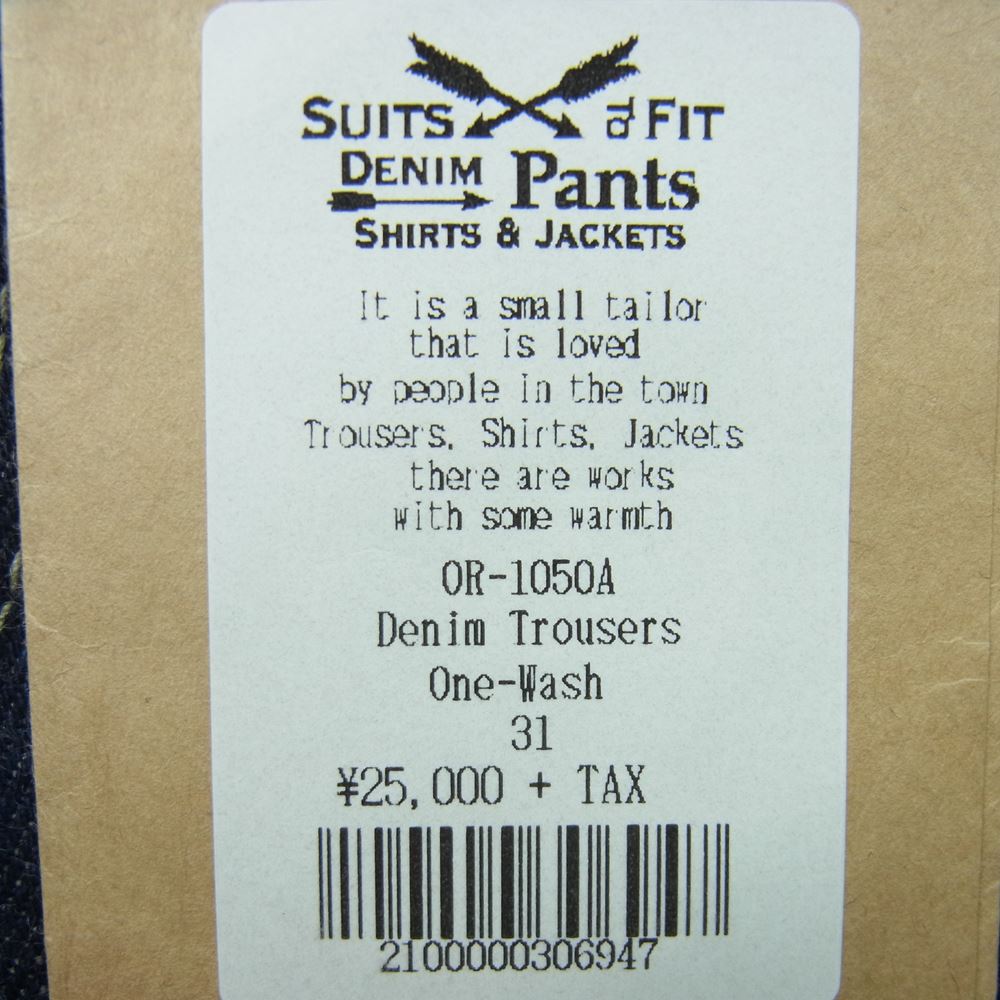 SUITS to FIT
DENIM Pants
SHIRTS & JACKETS
It is a small tailor
that is loved
by people in the town
Trousers, Shirts, Jackets
there are works
with some warmth
OR-1050A
Denim Trousers
One-Wash
31
¥25,000 + TAX
2100000306947